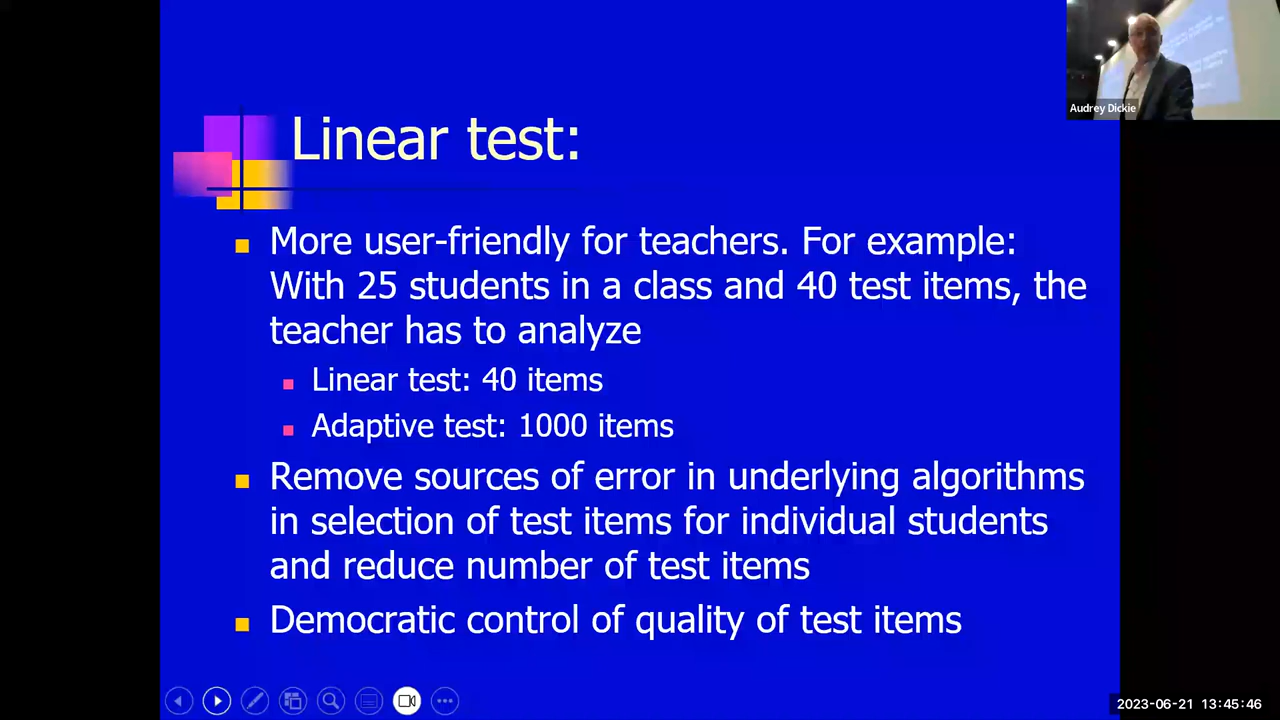 Audrey Dickie
Linear test:
More user-friendly for teachers. For example:
With 25 students in a class and 40 test items, the
teacher has to analyze
Linear test: 40 items
Adaptive test: 1000 items
Remove sources of error in underlying algorithms
in selection of test items for individual students
and reduce number of test items
Democratic control of quality of test items
2023-06-21 13:45:46